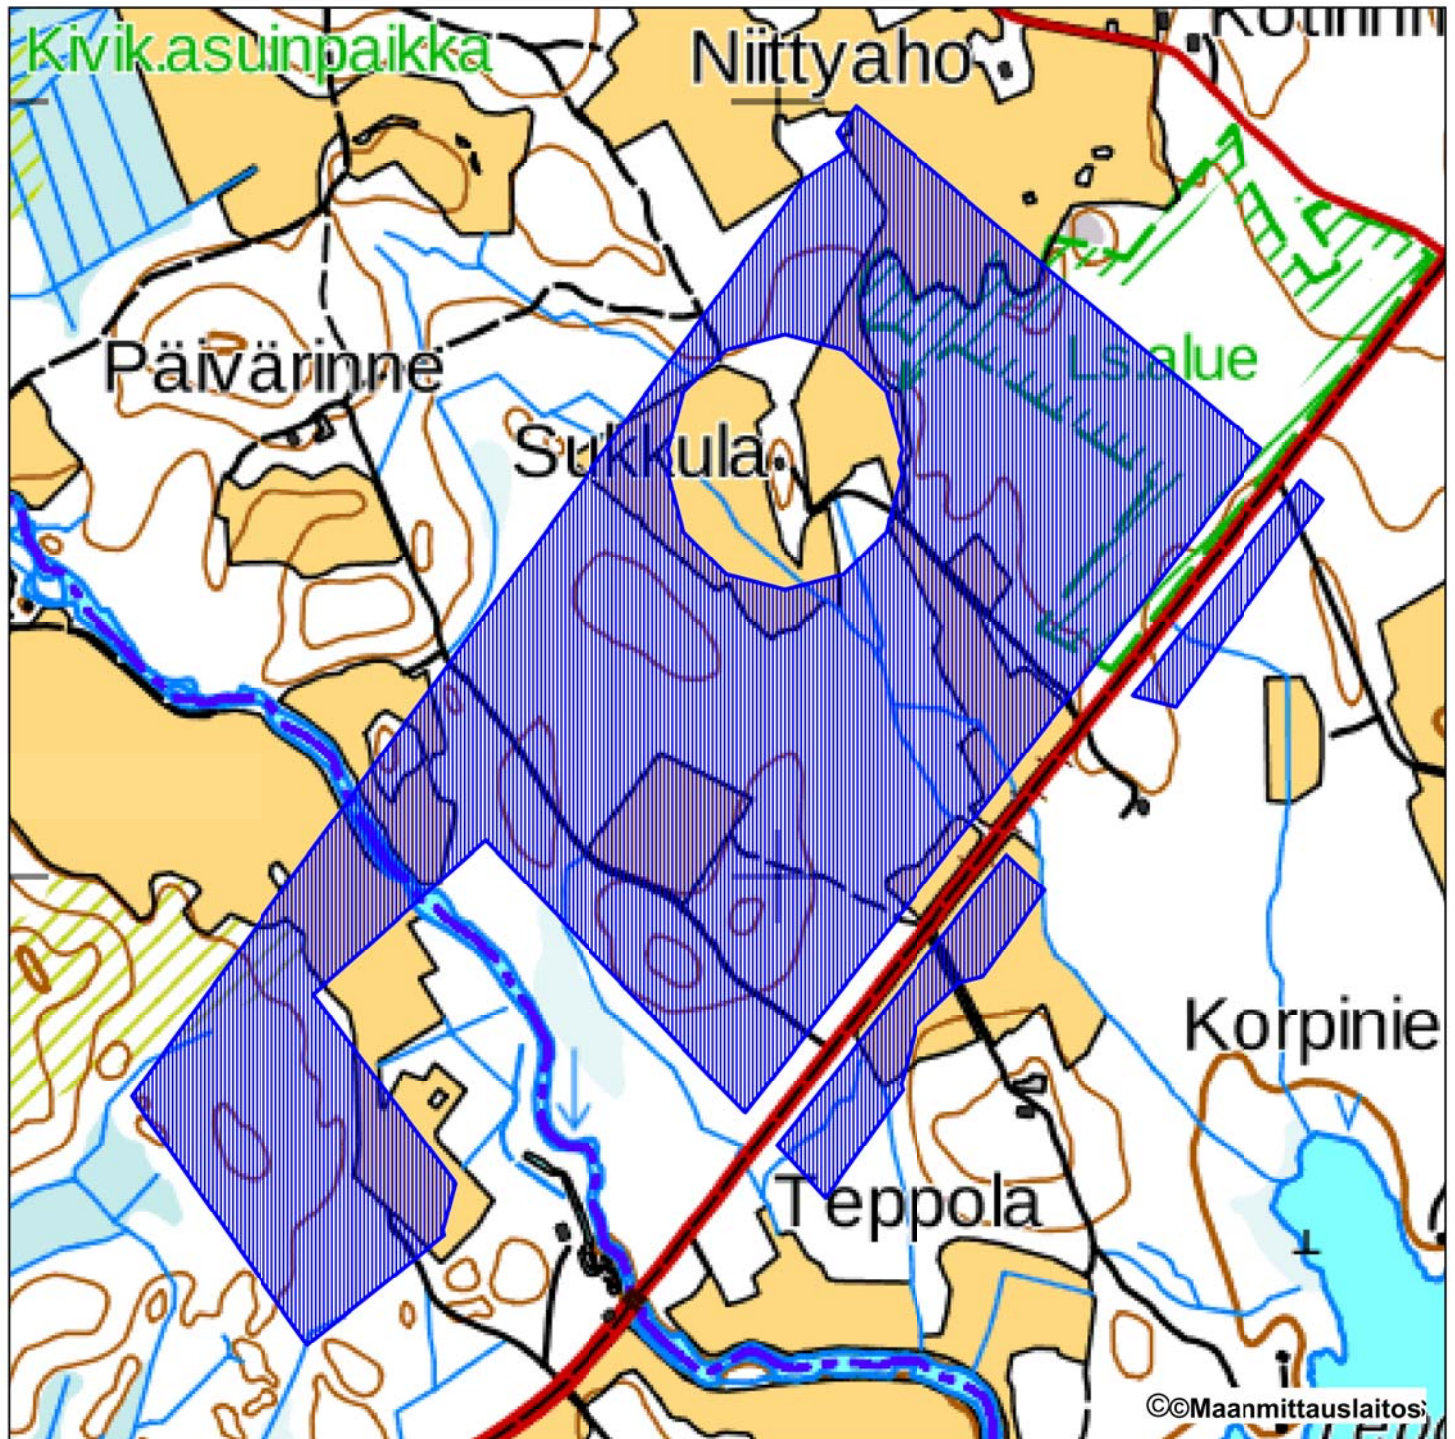 Kivik.asuinpaikka
Niittyaho
Päivärinne
Ls.alue
Sukkula
Korpinie
Teppola
©©Maanmittauslaitos